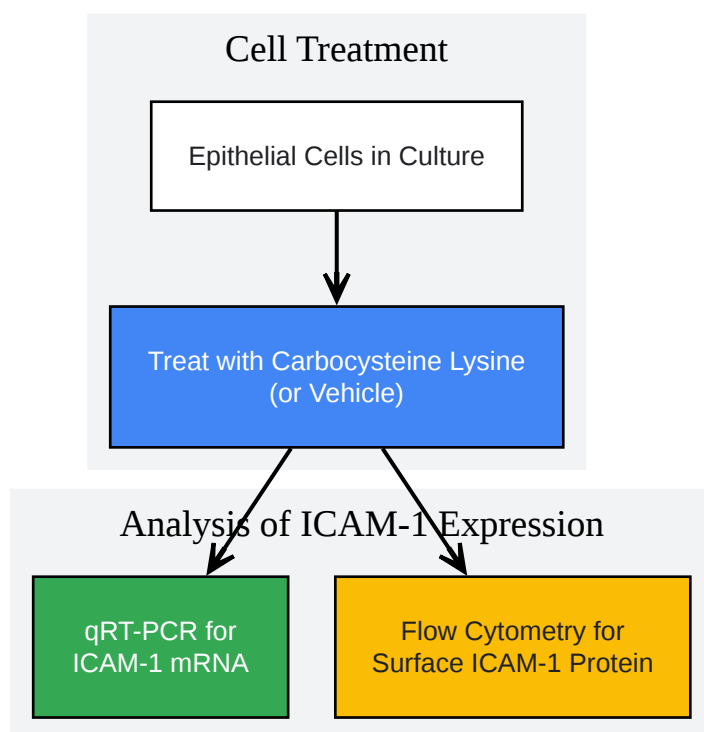 Cell Treatment
Epithelial Cells in Culture
Treat with Carbocysteine Lysine
(or Vehicle)
Analysis of ICAM-1 Expression
qRT-PCR for
ICAM-1 mRNA
Flow Cytometry for
Surface ICAM-1 Protein